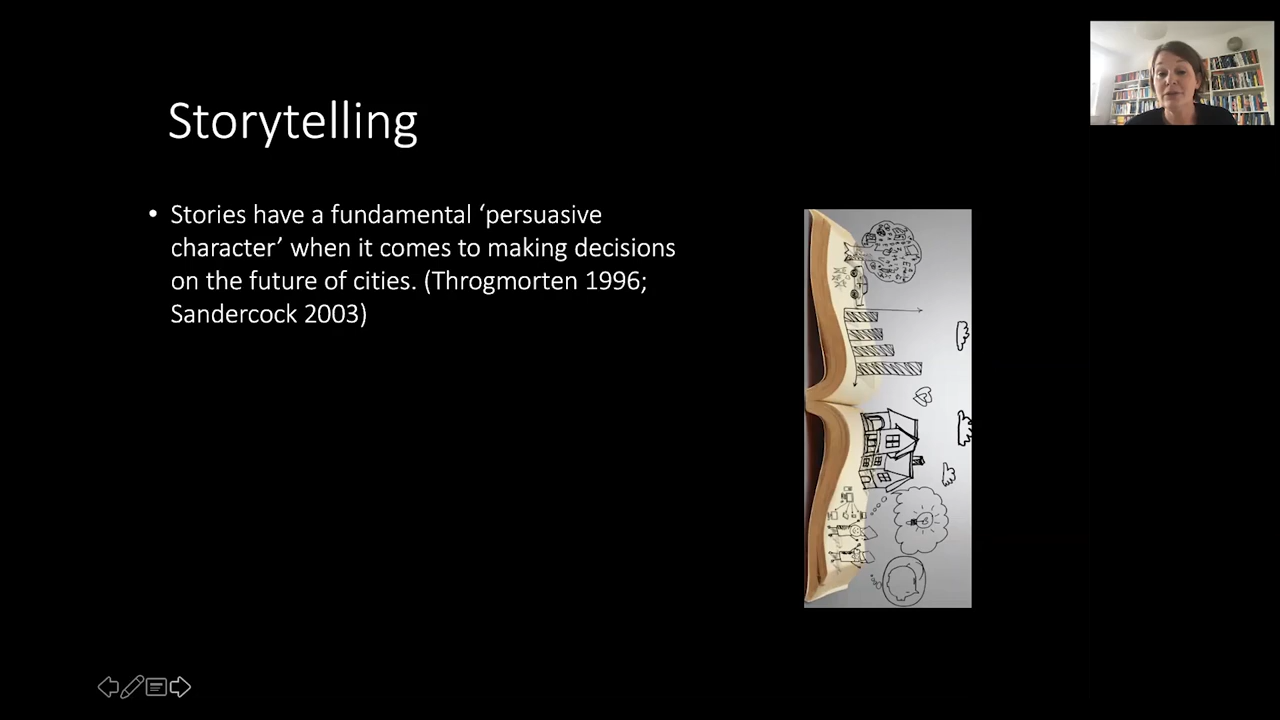 Storytelling
• Stories have a fundamental ‘persuasive
character’ when it comes to making decisions
on the future of cities. (Throgmorten 1996;
Sandercock 2003)